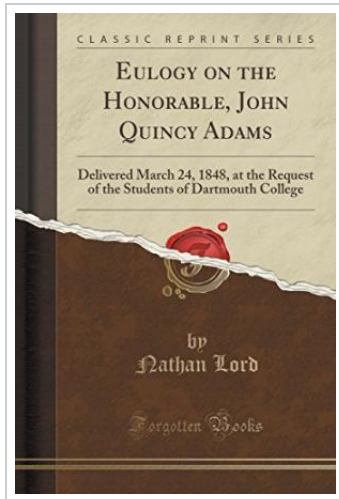 CLASSIC REPRINT SERIES
EULOGY ON THE
HONORABLE, JOHN
QUINCY ADAMS
Delivered March 24, 1848, at the Request
of the Students of Dartmouth College
by
Nathan Lord
Forgotten Books